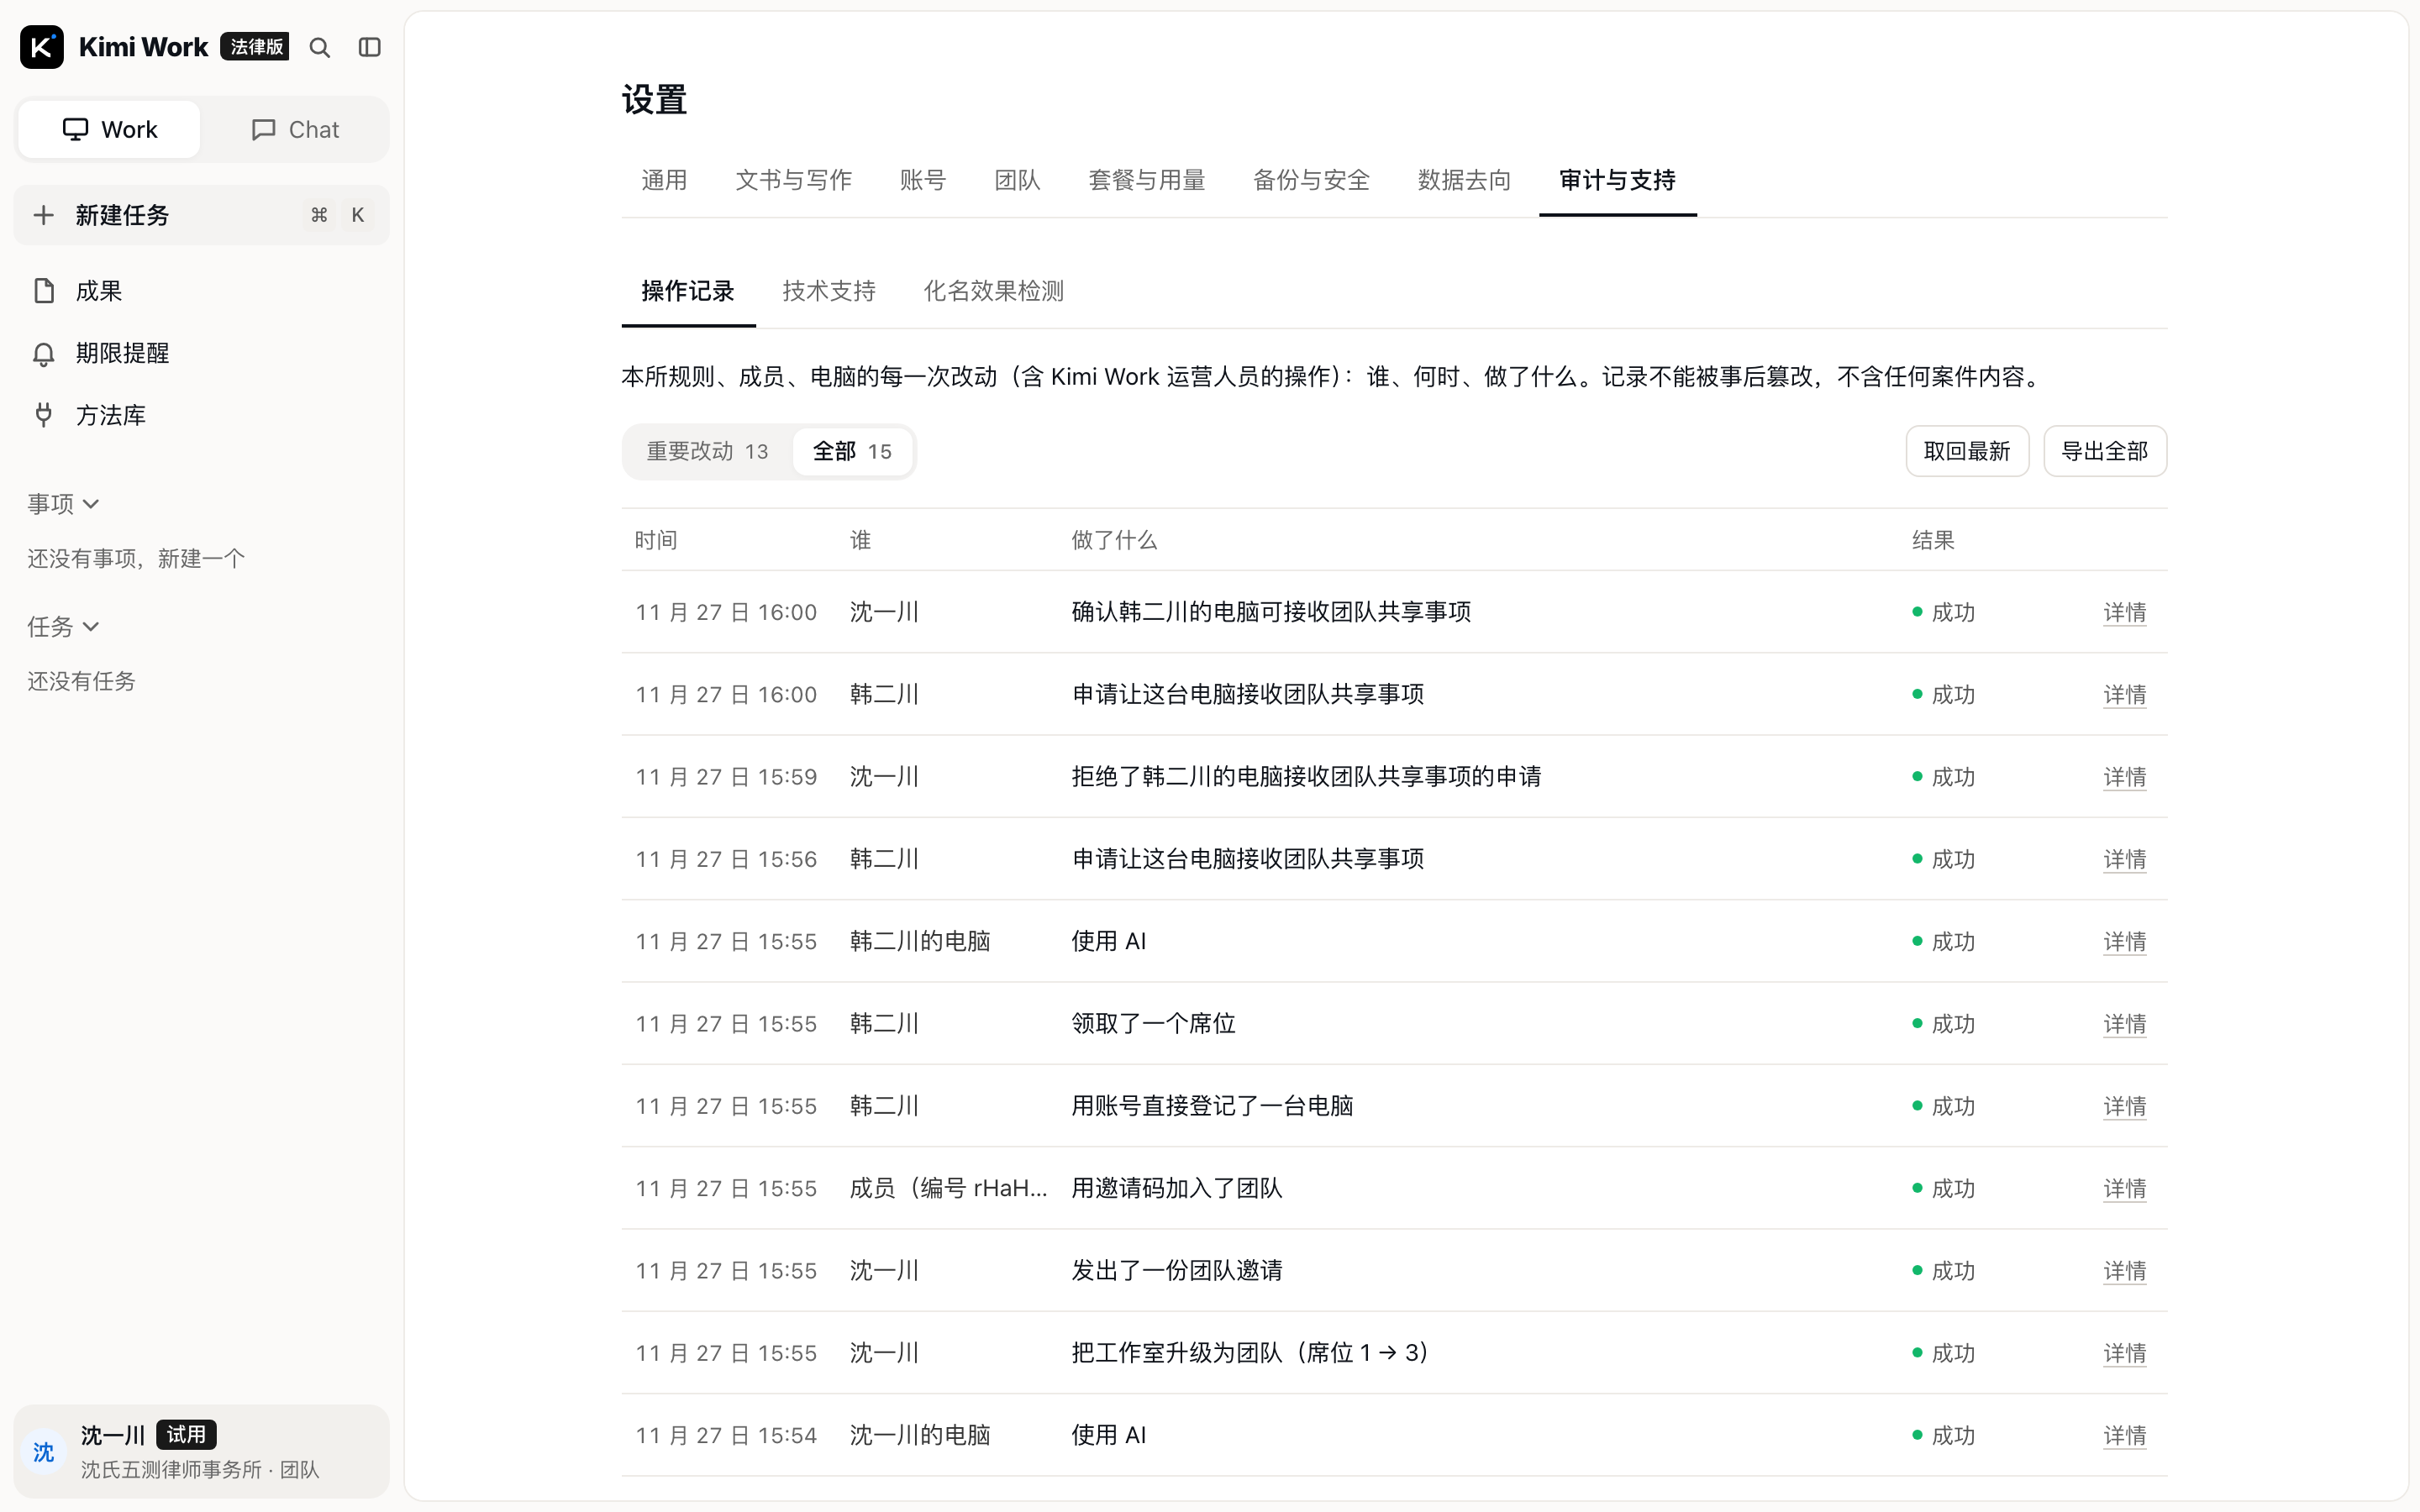 Kimi Work 法律版
Work
Chat
新建任务 ⌘ K
成果
期限提醒
方法库
事项
还没有事项，新建一个
任务
还没有任务
沈 沈一川 试用
沈氏五测律师事务所 · 团队
设置
通用 文书与写作 账号 团队 套餐与用量 备份与安全 数据去向 审计与支持
操作记录 技术支持 化名效果检测
本所规则、成员、电脑的每一次改动（含 Kimi Work 运营人员的操作）：谁、何时、做了什么。记录不能被事后篡改，不含任何案件内容。
重要改动 13 全部 15 取回最新 导出全部
时间 谁 做了什么 结果
11 月 27 日 16:00 沈一川 确认韩二川的电脑可接收团队共享事项 成功 详情
11 月 27 日 16:00 韩二川 申请让这台电脑接收团队共享事项 成功 详情
11 月 27 日 15:59 沈一川 拒绝了韩二川的电脑接收团队共享事项的申请 成功 详情
11 月 27 日 15:56 韩二川 申请让这台电脑接收团队共享事项 成功 详情
11 月 27 日 15:55 韩二川的电脑 使用 AI 成功 详情
11 月 27 日 15:55 韩二川 领取了一个席位 成功 详情
11 月 27 日 15:55 韩二川 用账号直接登记了一台电脑 成功 详情
11 月 27 日 15:55 成员（编号 rHaH... 用邀请码加入了团队 成功 详情
11 月 27 日 15:55 沈一川 发出了一份团队邀请 成功 详情
11 月 27 日 15:55 沈一川 把工作室升级为团队（席位 1 → 3） 成功 详情
11 月 27 日 15:54 沈一川的电脑 使用 AI 成功 详情